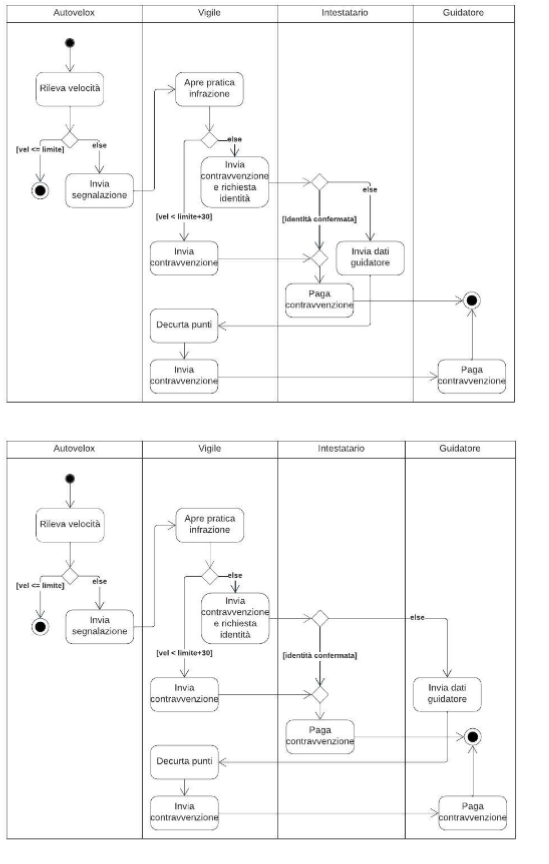 Autovelox
Vigile
Intestatario
Guidatore
Rileva velocità
Apre pratica
infrazione
[vel <= limite]
else
else
Invia
segnalazione
Invia
contravvenzione
e richiesta
identità
else
[vel < limite+30]
[identità confermata]
Invia
contravvenzione
Invia dati
guidatore
Paga
contravvenzione
Decurta punti
Invia
contravvenzione
Paga
contravvenzione
Autovelox
Vigile
Intestatario
Guidatore
Rileva velocità
Apre pratica
infrazione
[vel <= limite]
else
else
Invia
segnalazione
Invia
contravvenzione
e richiesta
identità
else
[vel < limite+30]
[identità confermata]
Invia
contravvenzione
Invia dati
guidatore
Paga
contravvenzione
Decurta punti
Invia
contravvenzione
Paga
contravvenzione